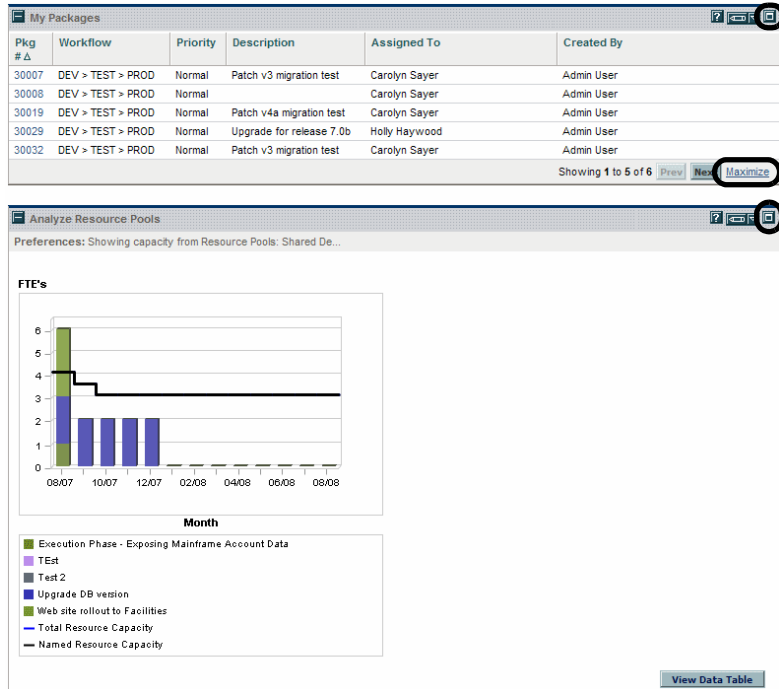 My Packages
?
Pkg # Δ Workflow Priority Description Assigned To Created By
30007 DEV > TEST > PROD Normal Patch v3 migration test Carolyn Sayer Admin User
30008 DEV > TEST > PROD Normal Carolyn Sayer Admin User
30019 DEV > TEST > PROD Normal Patch v4a migration test Carolyn Sayer Admin User
30029 DEV > TEST > PROD Normal Upgrade for release 7.0b Holly Haywood Admin User
30032 DEV > TEST > PROD Normal Patch v3 migration test Carolyn Sayer Admin User
Showing 1 to 5 of 6 Prev Nex Maximize
Analyze Resource Pools
?
Preferences: Showing capacity from Resource Pools: Shared De...
FTE's
6
5
4
3
2
1
0
08/07 10/07 12/07 02/08 04/08 06/08 08/08
Month
Execution Phase - Exposing Mainframe Account Data
TEst
Test 2
Upgrade DB version
Web site rollout to Facilities
Total Resource Capacity
Named Resource Capacity
View Data Table